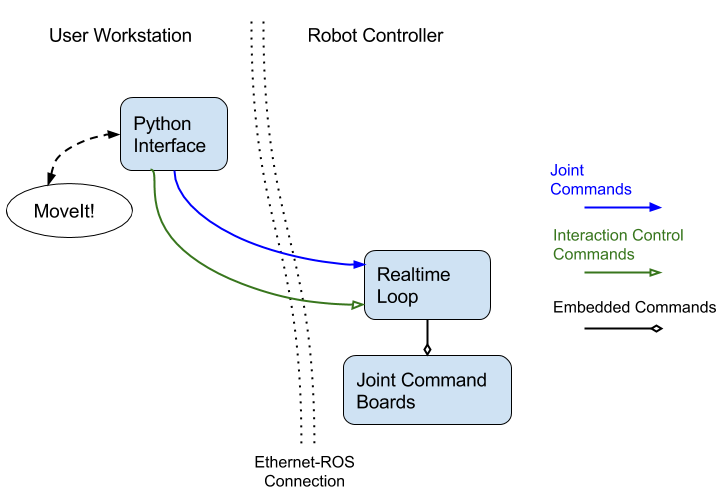 User Workstation
Robot Controller
Python
Interface
MoveIt!
Joint
Commands
Interaction Control
Commands
Realtime
Loop
Embedded Commands
Joint Command
Boards
Ethernet-ROS
Connection